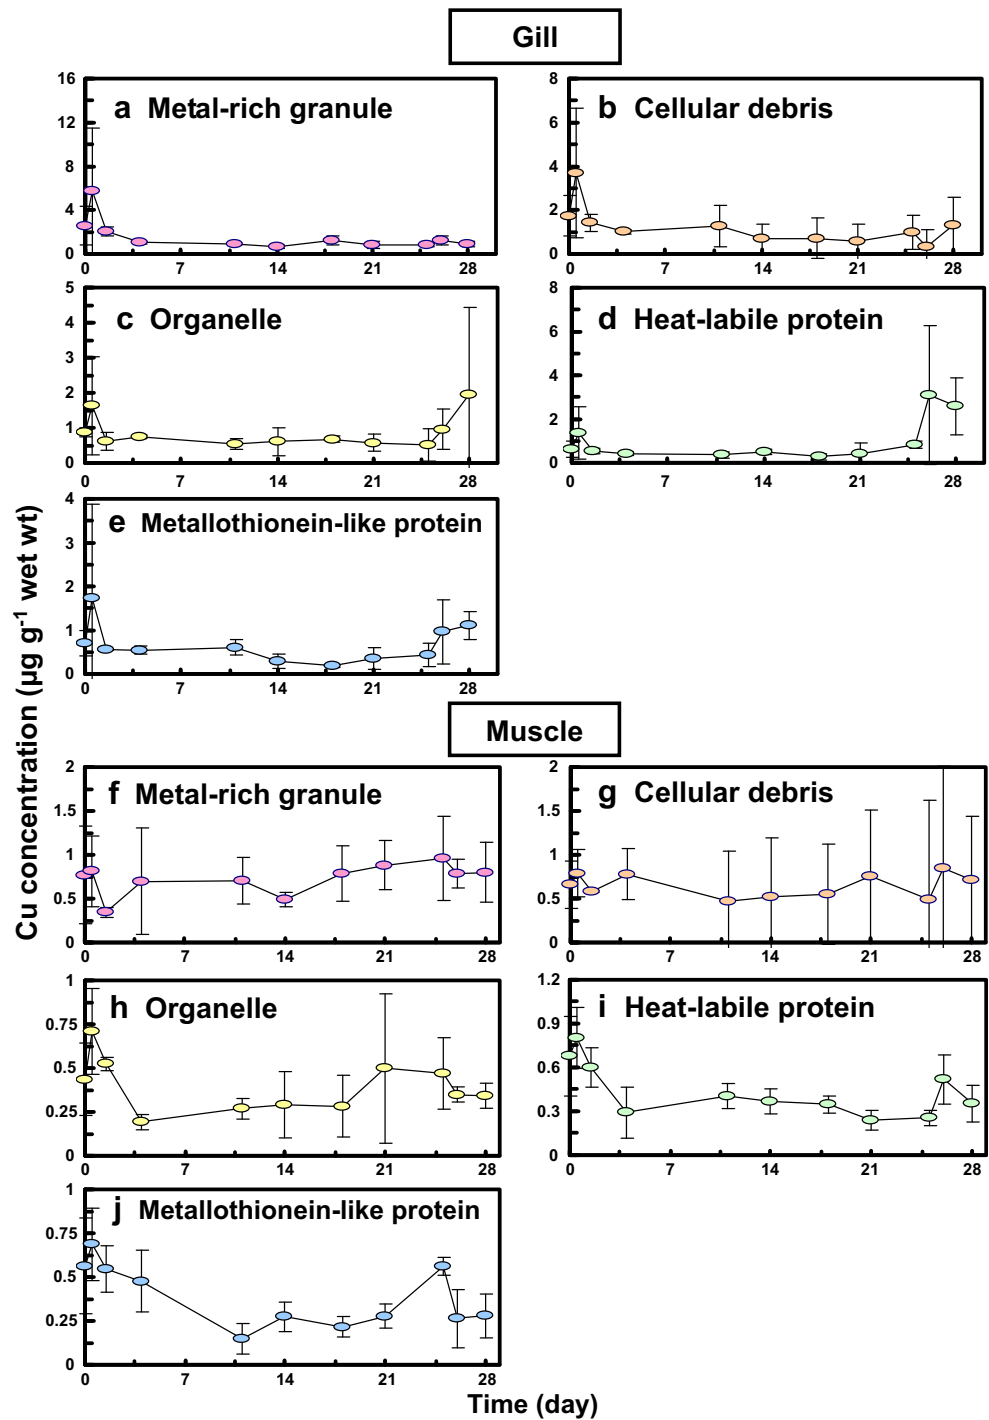 Gill
a Metal-rich granule
16
12
8
4
0
0 7 14 21 28
b Cellular debris
8
6
4
2
0
0 7 14 21 28
c Organelle
5
4
3
2
1
0
0 7 14 21 28
d Heat-labile protein
8
6
4
2
0
0 7 14 21 28
e Metallothionein-like protein
4
3
2
1
0
0 7 14 21 28
Cu concentration (µg g-1 wet wt)
Muscle
f Metal-rich granule
2
1.5
1
0.5
0
0 7 14 21 28
g Cellular debris
2
1.5
1
0.5
0
0 7 14 21 28
h Organelle
1
0.75
0.5
0.25
0
0 7 14 21 28
i Heat-labile protein
1.2
0.9
0.6
0.3
0
0 7 14 21 28
j Metallothionein-like protein
1
0.75
0.5
0.25
0
0 7 14 21 28
Time (day)